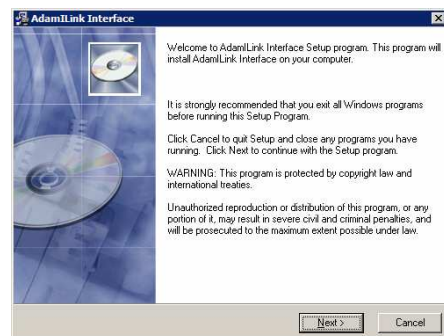 AdamILink Interface
Welcome to AdamILink Interface Setup program. This program will
install AdamILink Interface on your computer.
It is strongly recommended that you exit all Windows programs
before running this Setup Program.
Click Cancel to quit Setup and close any programs you have
running. Click Next to continue with the Setup program.
WARNING: This program is protected by copyright law and
international treaties.
Unauthorized reproduction or distribution of this program, or any
portion of it, may result in severe civil and criminal penalties, and
will be prosecuted to the maximum extent possible under law.
Next >
Cancel